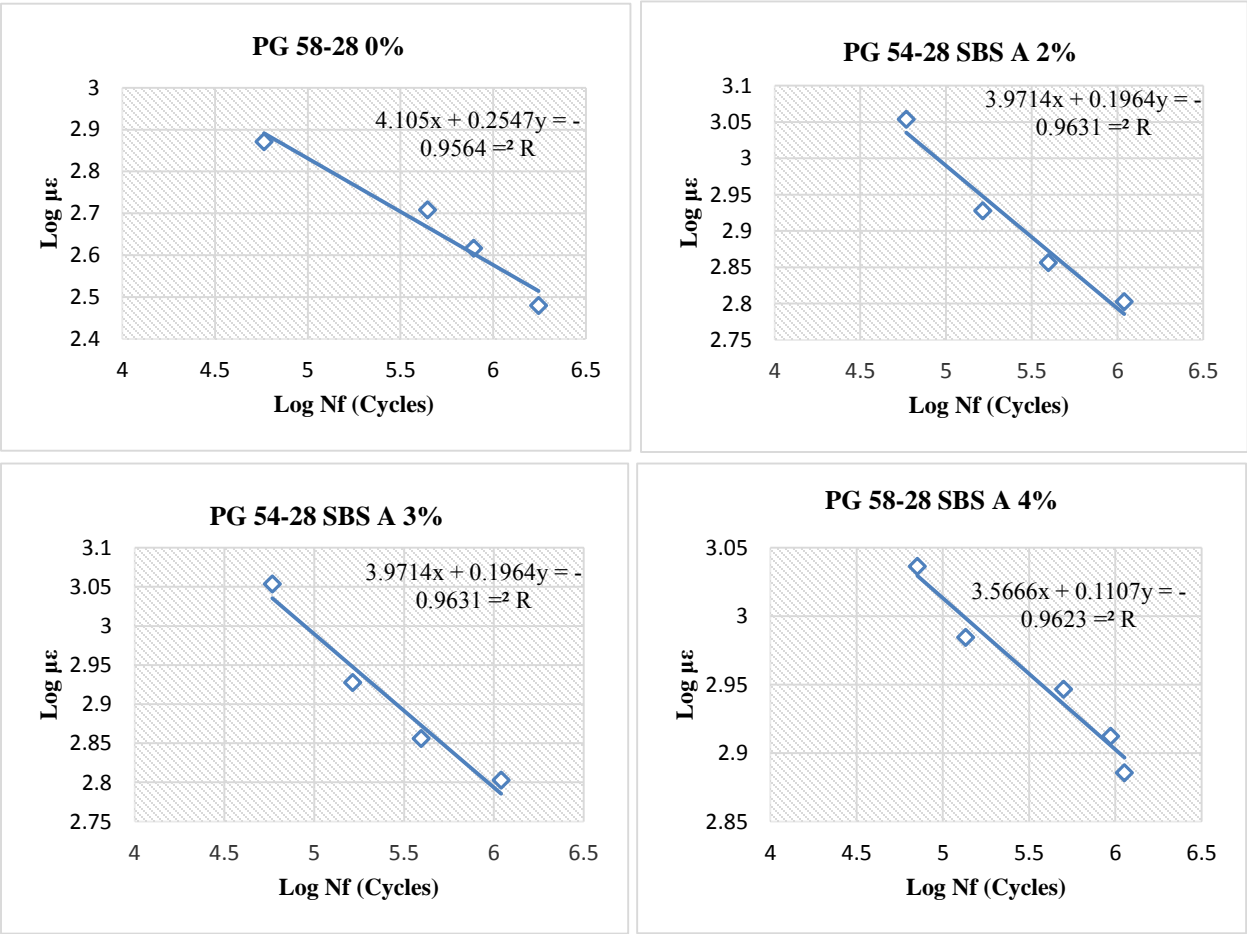 PG 58-28 0%
4.105x + 0.2547y = -
0.9564 =² R
3
2.9
2.8
2.7
2.6
2.5
2.4
Log µε
4 4.5 5 5.5 6 6.5
Log Nf (Cycles)
PG 54-28 SBS A 2%
3.9714x + 0.1964y = -
0.9631 =² R
3.1
3.05
3
2.95
2.9
2.85
2.8
2.75
Log µε
4 4.5 5 5.5 6 6.5
Log Nf (Cycles)
PG 54-28 SBS A 3%
3.9714x + 0.1964y = -
0.9631 =² R
3.1
3.05
3
2.95
2.9
2.85
2.8
2.75
Log µε
4 4.5 5 5.5 6 6.5
Log Nf (Cycles)
PG 58-28 SBS A 4%
3.5666x + 0.1107y = -
0.9623 =² R
3.05
3
2.95
2.9
2.85
Log µε
4 4.5 5 5.5 6 6.5
Log Nf (Cycles)